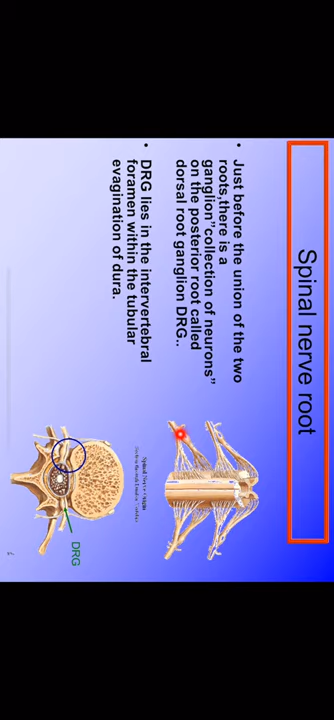 Spinal nerve root
• Just before the union of the two
roots,there is a
ganglion"collection of neurons"
on the posterior root called
dorsal root ganglion DRG..
• DRG lies in the intervertebral
foramen within the tubular
evagination of dura.
DRG